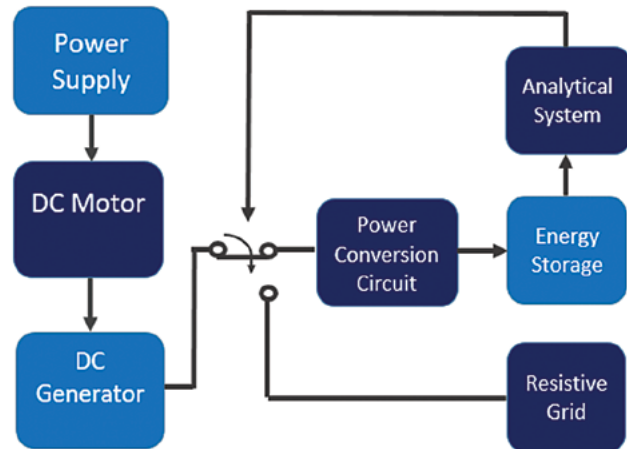 Power
Supply
DC Motor
DC
Generator
Power
Conversion
Circuit
Analytical
System
Energy
Storage
Resistive
Grid